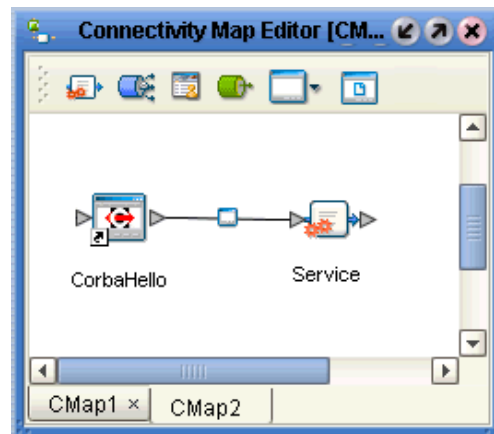 Connectivity Map Editor [CM...
CorbaHello
Service
CMap1 ×
CMap2